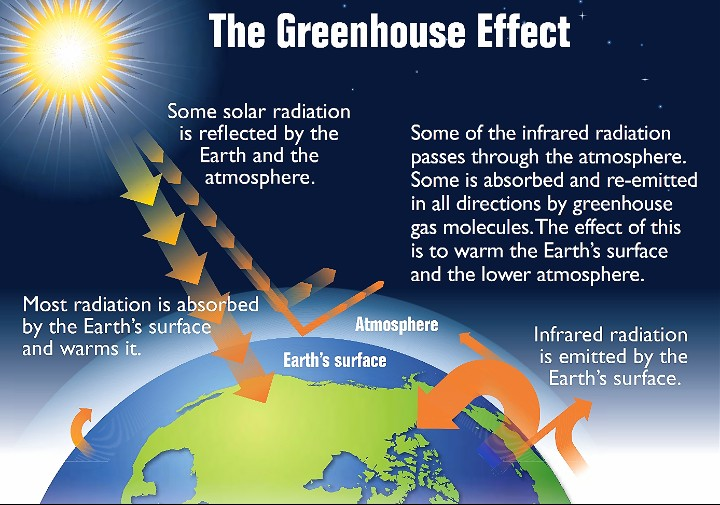 The Greenhouse Effect
Some solar radiation
is reflected by the
Earth and the
atmosphere.
Some of the infrared radiation
passes through the atmosphere.
Some is absorbed and re-emitted
in all directions by greenhouse
gas molecules.The effect of this
is to warm the Earth's surface
and the lower atmosphere.
Most radiation is absorbed
by the Earth's surface
and warms it.
Atmosphere
Earth's surface
Infrared radiation
is emitted by the
Earth's surface.